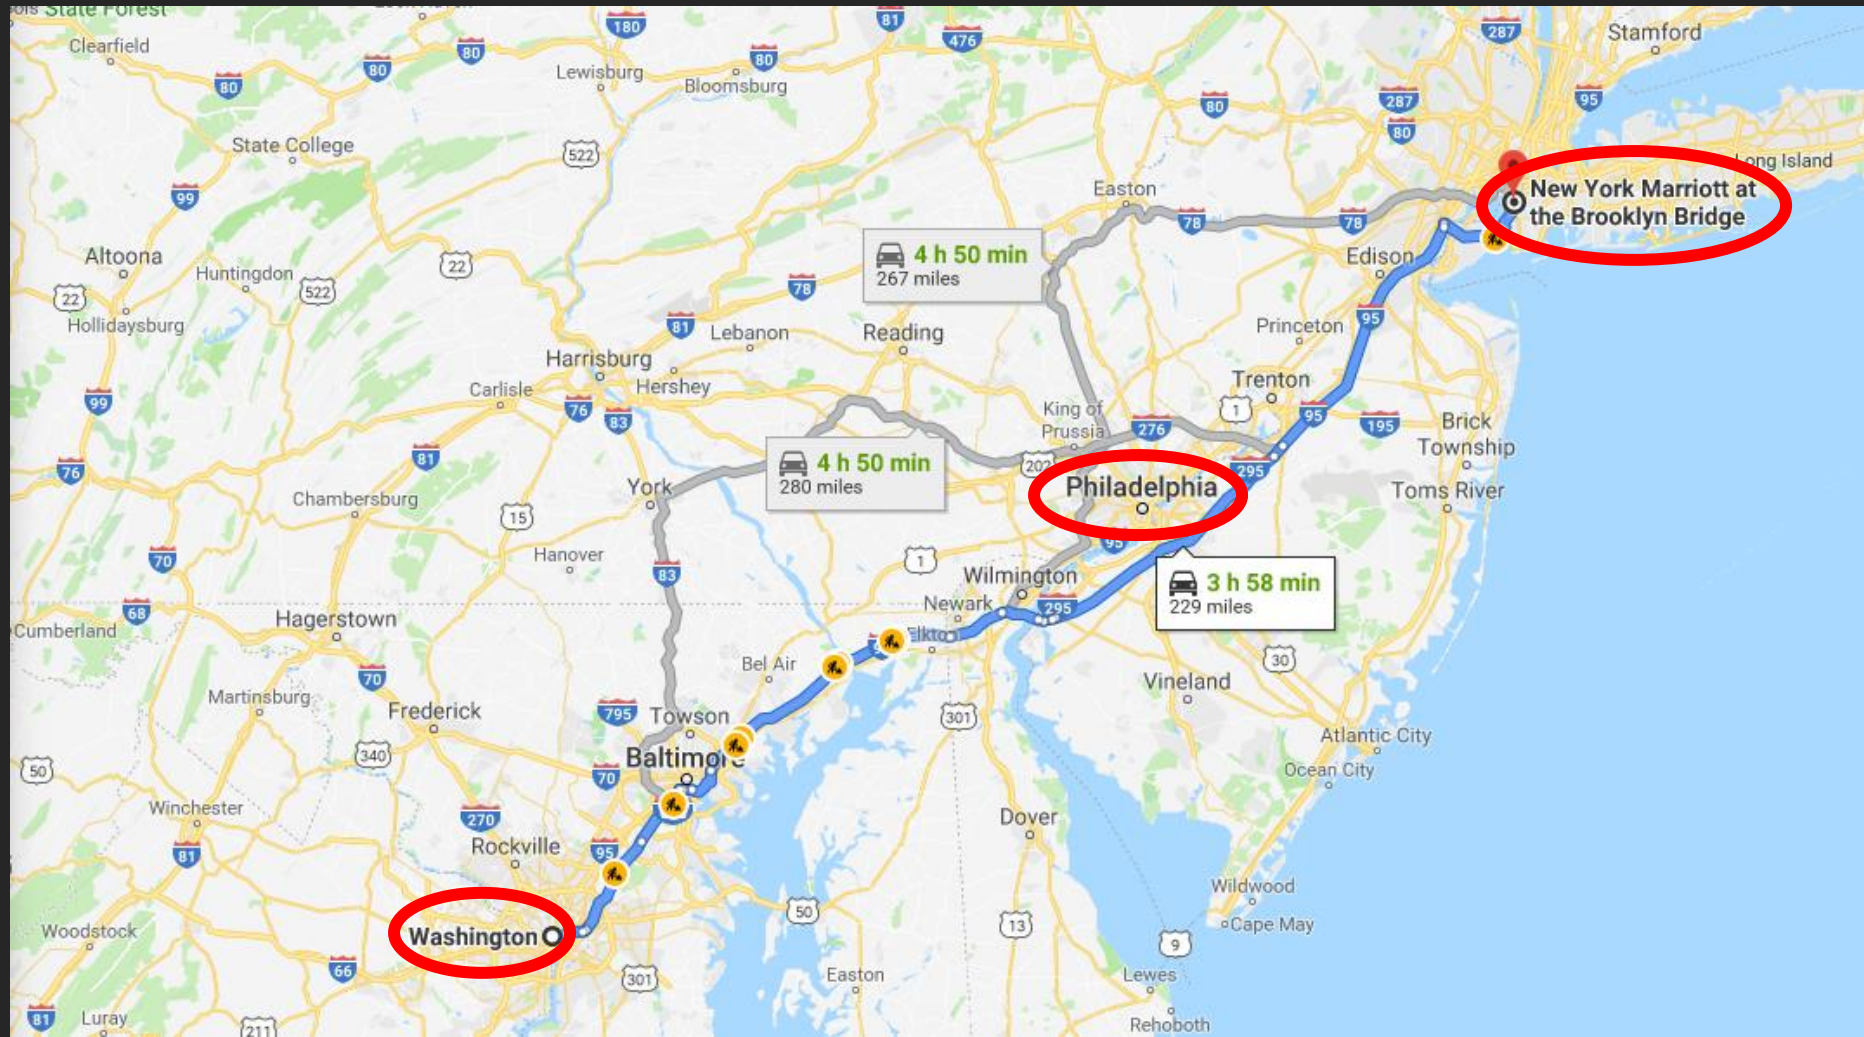 State Forest
Clearfield
80
80
80
180
81
476
80
Lewisburg
Bloomsburg
80
287
Stamford
95
287
80
State College
522
99
Long Island
Easton
New York Marriott at
the Brooklyn Bridge
78
78
Edison
4 h 50 min
267 miles
Altoona
Huntingdon
22
522
22
Hollidaysburg
78
81
Lebanon
Reading
Princeton
95
Harrisburg
Hershey
Carlisle
76
83
99
Trenton
1
95
195
Brick
Township
King of
Prussia
276
202
295
81
76
4 h 50 min
280 miles
York
Philadelphia
Toms River
Chambersburg
15
Hanover
83
1
95
Wilmington
3 h 58 min
229 miles
70
68
Cumberland
Hagerstown
Newark
295
Elkton
30
Bel Air
70
Martinsburg
Frederick
795
Towson
301
Vineland
Atlantic City
340
50
Baltimore
70
Ocean City
Winchester
270
Dover
Rockville
95
81
Wildwood
Cape May
Woodstock
Washington
50
13
9
66
301
Easton
Lewes
81
Luray
211
Rehoboth